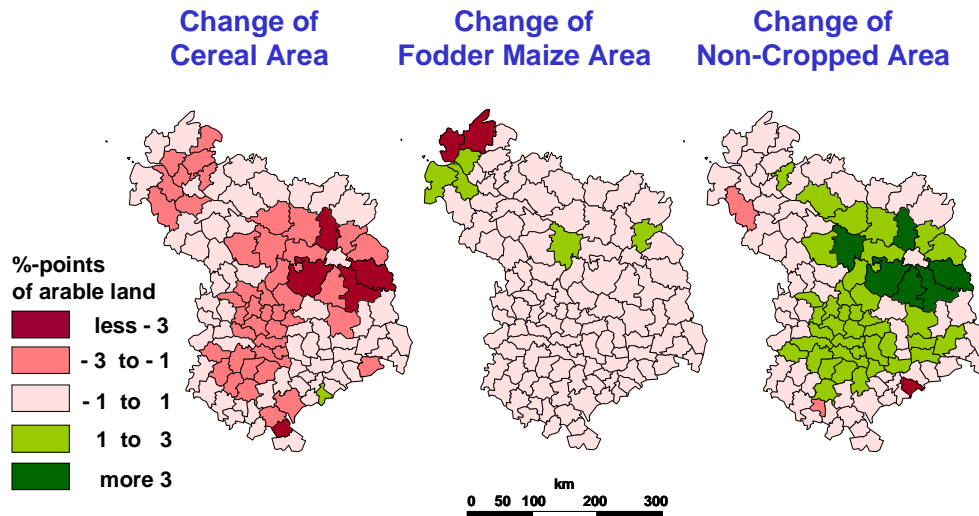 Change of
Cereal Area
Change of
Fodder Maize Area
Change of
Non-Cropped Area
%-points
of arable land
less - 3
- 3 to - 1
- 1 to 1
1 to 3
more 3
km
0 50 100 200 300